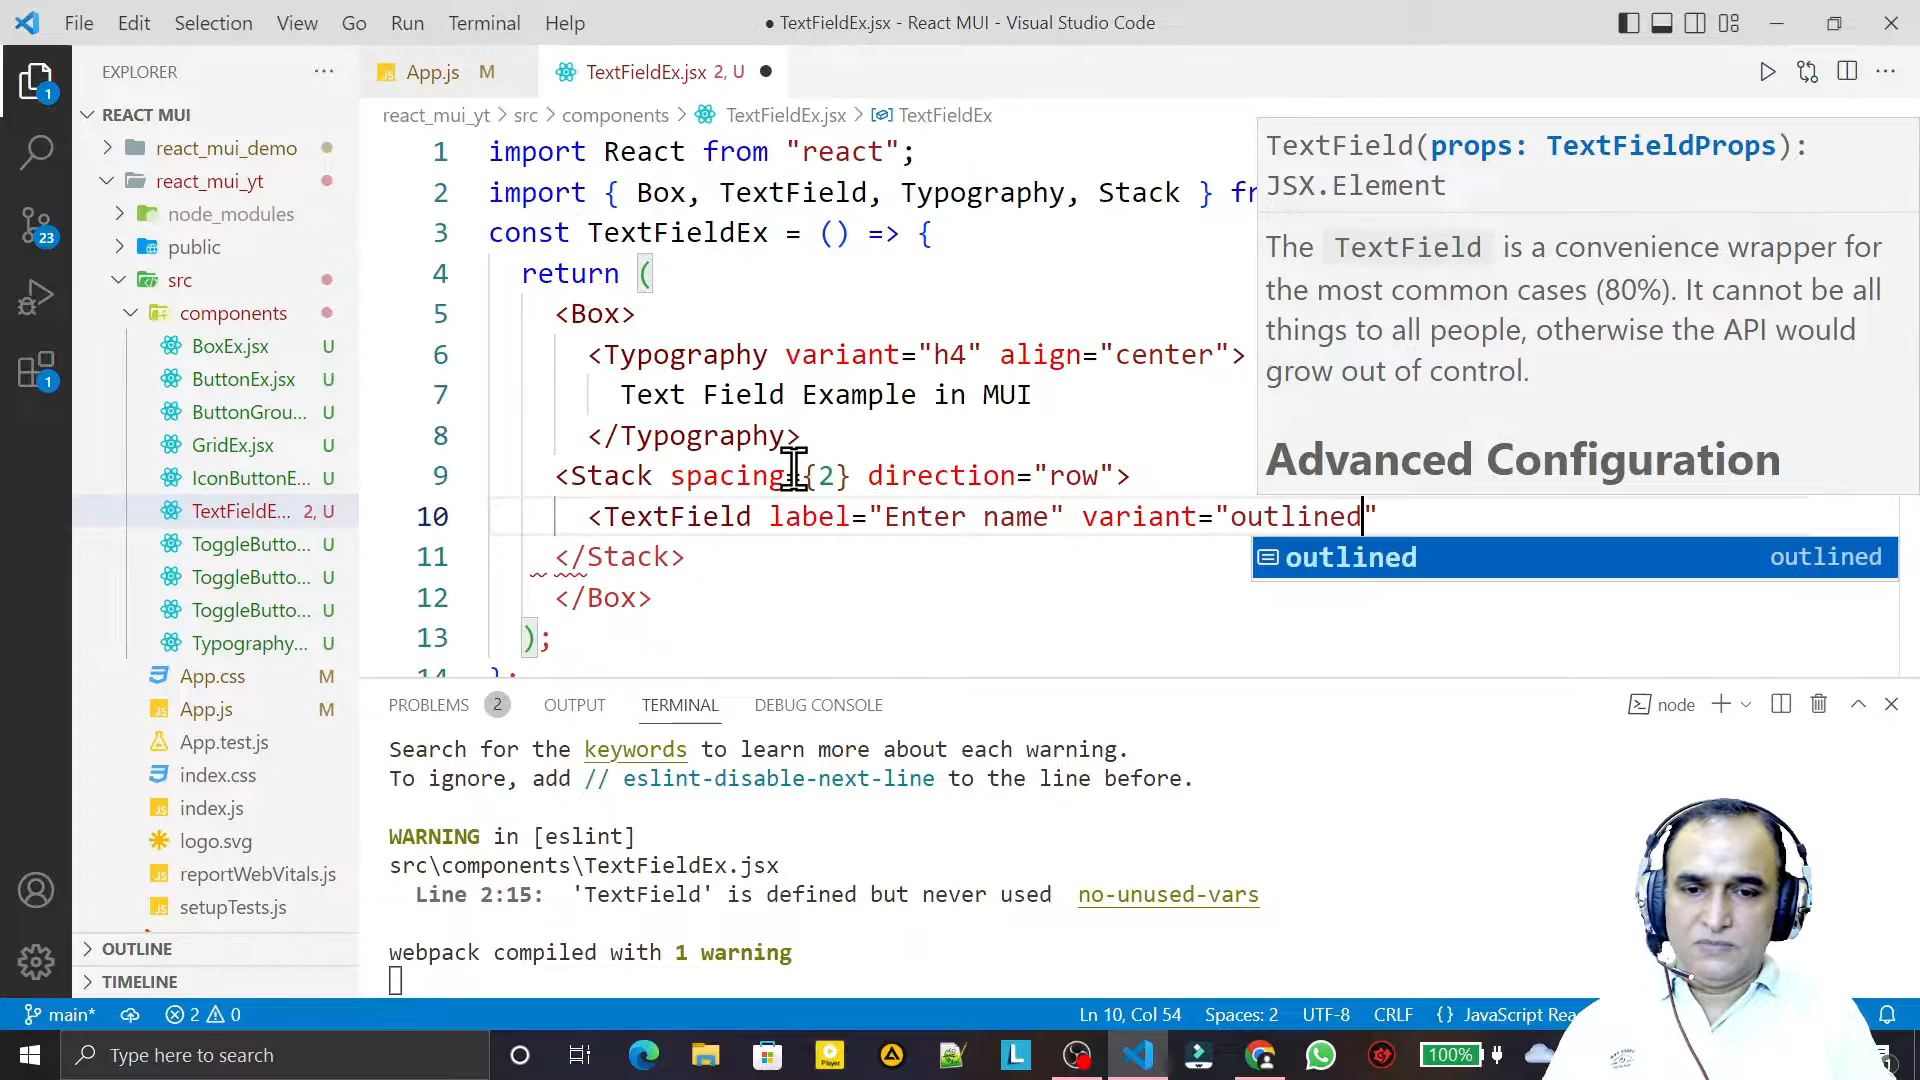 File Edit Selection View Go Run Terminal Help
● TextFieldEx.jsx - React MUI - Visual Studio Code
EXPLORER ···
App.js M
TextFieldEx.jsx 2, U ●
REACT MUI
react_mui_demo
react_mui_yt
node_modules
public
src
components
BoxEx.jsx U
ButtonEx.jsx U
ButtonGrou... U
GridEx.jsx U
IconButtonE... U
TextFieldE... 2, U
ToggleButto... U
ToggleButto... U
ToggleButto... U
Typography... U
App.css M
App.js M
App.test.js
index.css
index.js
logo.svg
reportWebVitals.js
setupTests.js
OUTLINE
TIMELINE
1
23
1
react_mui_yt > src > components > TextFieldEx.jsx > TextFieldEx
1 import React from "react";
2 import { Box, TextField, Typography, Stack } fr
3 const TextFieldEx = () => {
4 return (
5 <Box>
6 <Typography variant="h4" align="center">
7 Text Field Example in MUI
8 </Typography>
9 <Stack spacing={2} direction="row">
10 <TextField label="Enter name" variant="outlined"
11 </Stack>
12 </Box>
13 );
14 };
TextField(props: TextFieldProps):
JSX.Element
The TextField is a convenience wrapper for
the most common cases (80%). It cannot be all
things to all people, otherwise the API would
grow out of control.
Advanced Configuration
outlined outlined
PROBLEMS 2 OUTPUT TERMINAL DEBUG CONSOLE
node
Search for the keywords to learn more about each warning.
To ignore, add // eslint-disable-next-line to the line before.
WARNING in [eslint]
src\components\TextFieldEx.jsx
Line 2:15: 'TextField' is defined but never used no-unused-vars
webpack compiled with 1 warning
main* 2 0
Ln 10, Col 54 Spaces: 2 UTF-8 CRLF {} JavaScript Rea
Type here to search
Player
L
100%